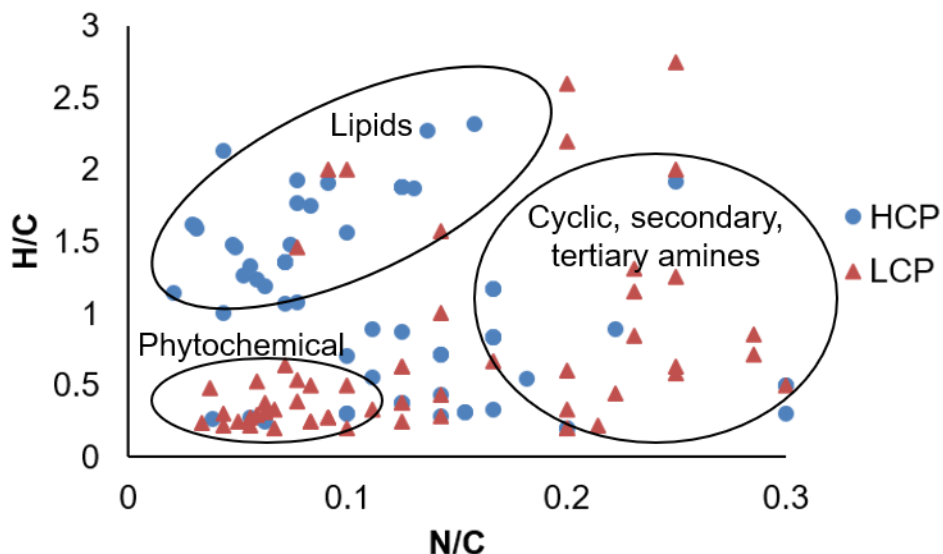 3
2.5
2
1.5
1
0.5
0
H/C
Lipids
Cyclic, secondary,
tertiary amines
Phytochemical
HCP
LCP
0 0.1 0.2 0.3
N/C